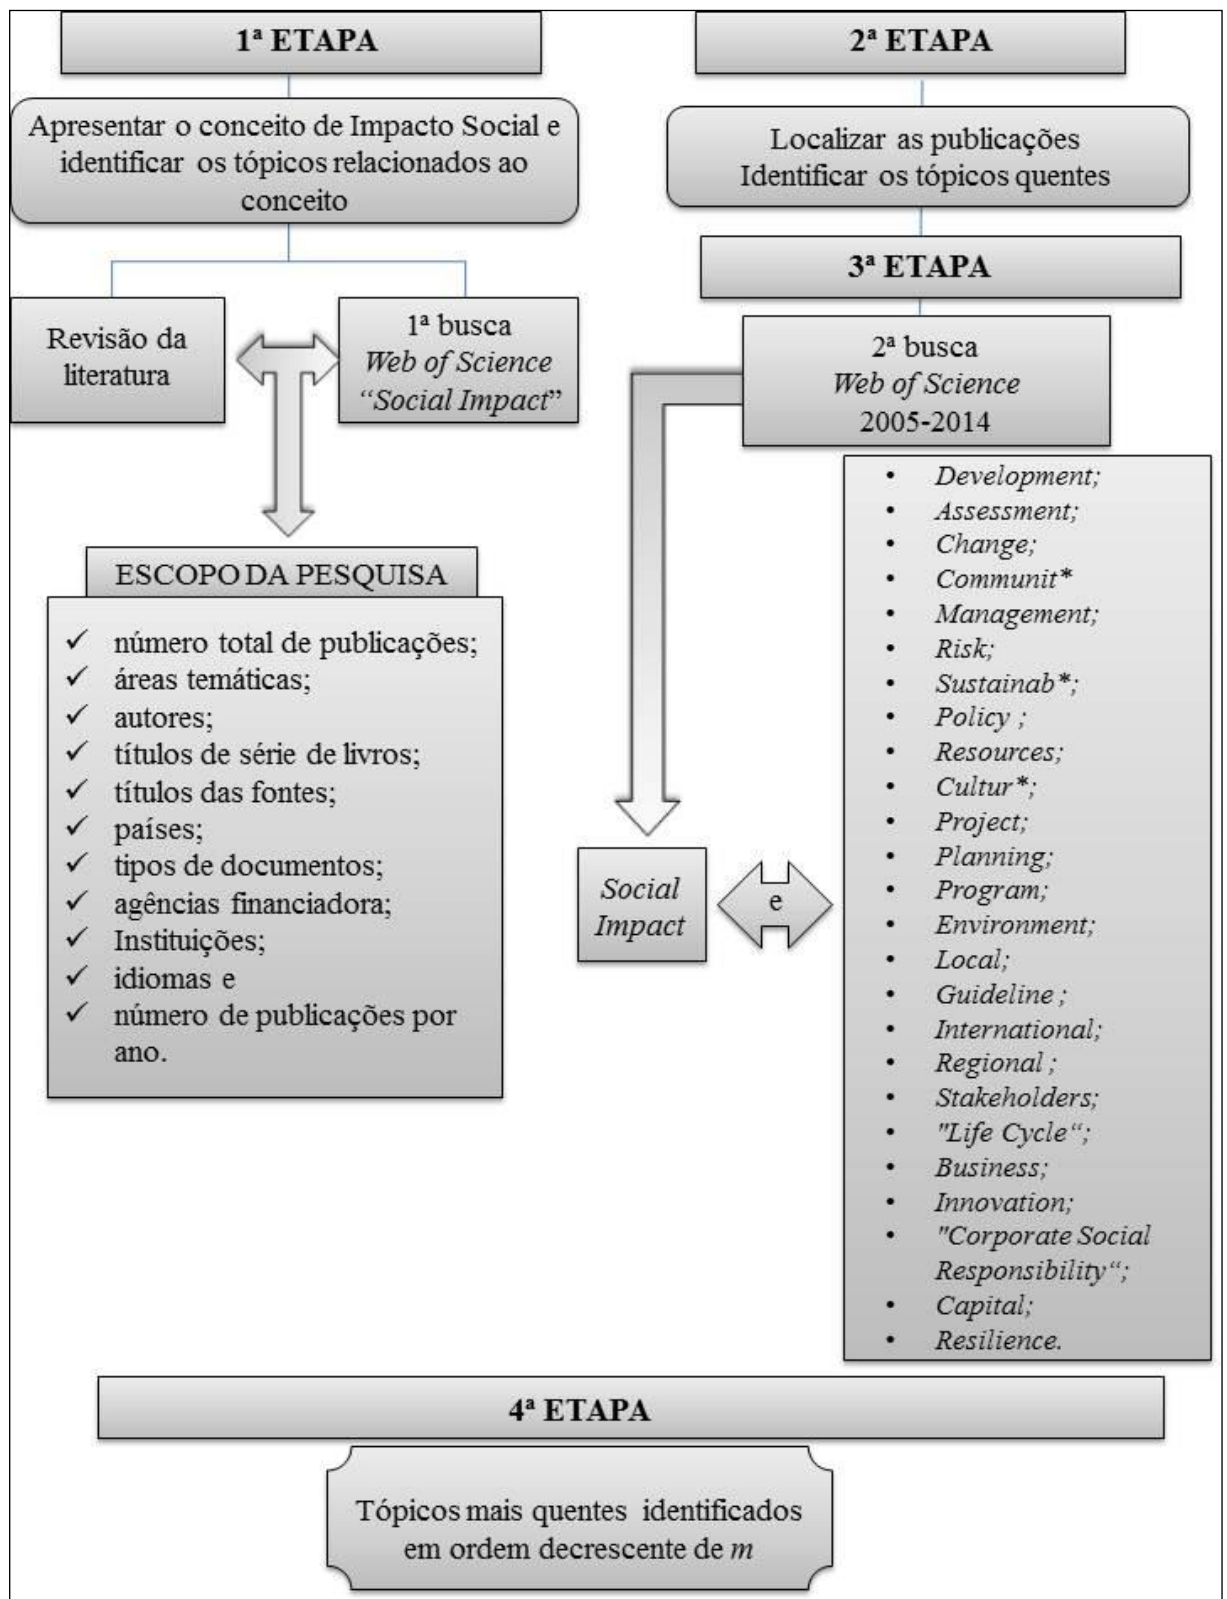 1ª ETAPA
Apresentar o conceito de Impacto Social e
identificar os tópicos relacionados ao
conceito
Revisão da
literatura
1ª busca
Web of Science
“Social Impact”
ESCOPO DA PESQUISA
✓ número total de publicações;
✓ áreas temáticas;
✓ autores;
✓ títulos de série de livros;
✓ títulos das fontes;
✓ países;
✓ tipos de documentos;
✓ agências financiadora;
✓ Instituições;
✓ idiomas e
✓ número de publicações por
ano.
2ª ETAPA
Localizar as publicações
Identificar os tópicos quentes
3ª ETAPA
2ª busca
Web of Science
2005-2014
Social
Impact
e
• Development;
• Assessment;
• Change;
• Communit*
• Management;
• Risk;
• Sustainab*;
• Policy ;
• Resources;
• Cultur*;
• Project;
• Planning;
• Program;
• Environment;
• Local;
• Guideline ;
• International;
• Regional ;
• Stakeholders;
• "Life Cycle“;
• Business;
• Innovation;
• "Corporate Social
Responsibility“;
• Capital;
• Resilience.
4ª ETAPA
Tópicos mais quentes identificados
em ordem decrescente de m